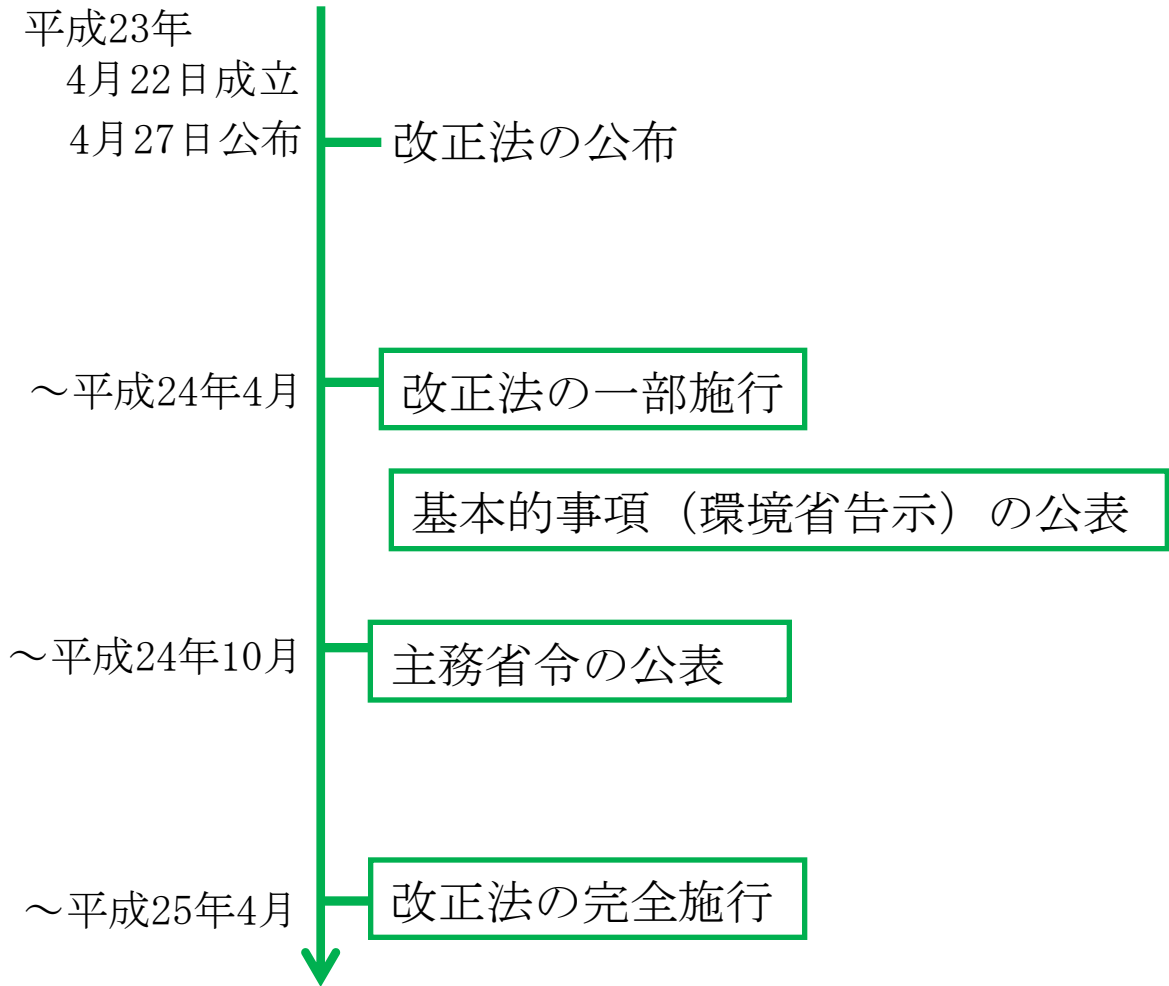 平成23年
4月22日成立
4月27日公布
改正法の公布
～平成24年4月
改正法の一部施行
基本的事項（環境省告示）の公表
～平成24年10月
主務省令の公表
～平成25年4月
改正法の完全施行